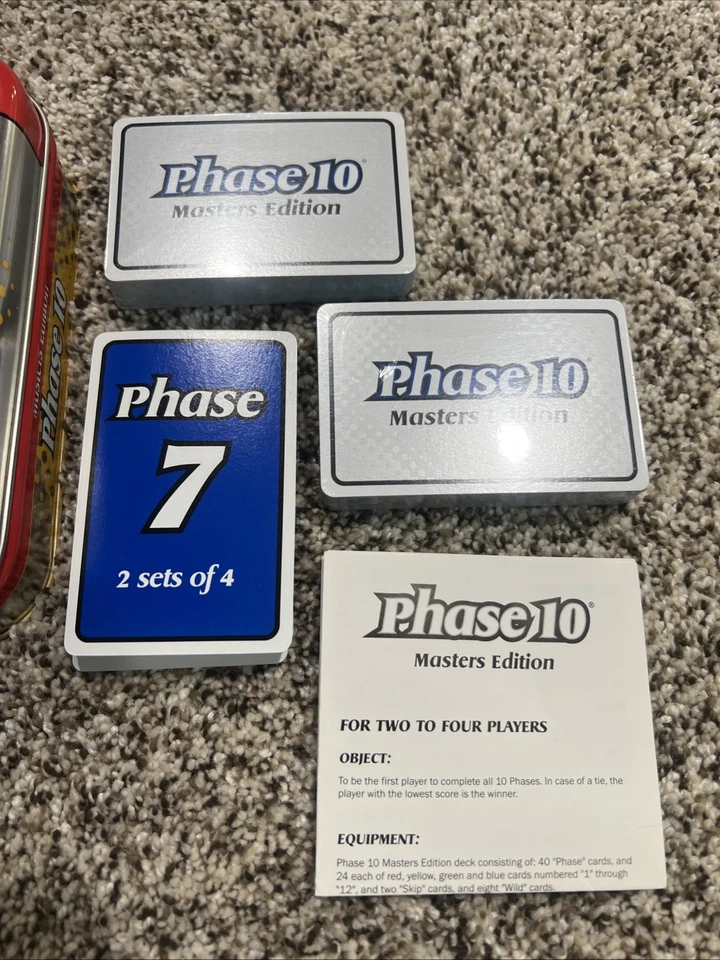 Phase 10®
Masters Edition
Phase 10®
Masters Edition
Masters Edition
Phase 10
Phase
7
2 sets of 4
Phase 10®
Masters Edition
FOR TWO TO FOUR PLAYERS
OBJECT:
To be the first player to complete all 10 Phases. In case of a tie, the
player with the lowest score is the winner.
EQUIPMENT:
Phase 10 Masters Edition deck consisting of: 40 "Phase" cards, and
24 each of red, yellow, green and blue cards numbered "1" through
"12", and two "Skip" cards, and eight "Wild" cards.